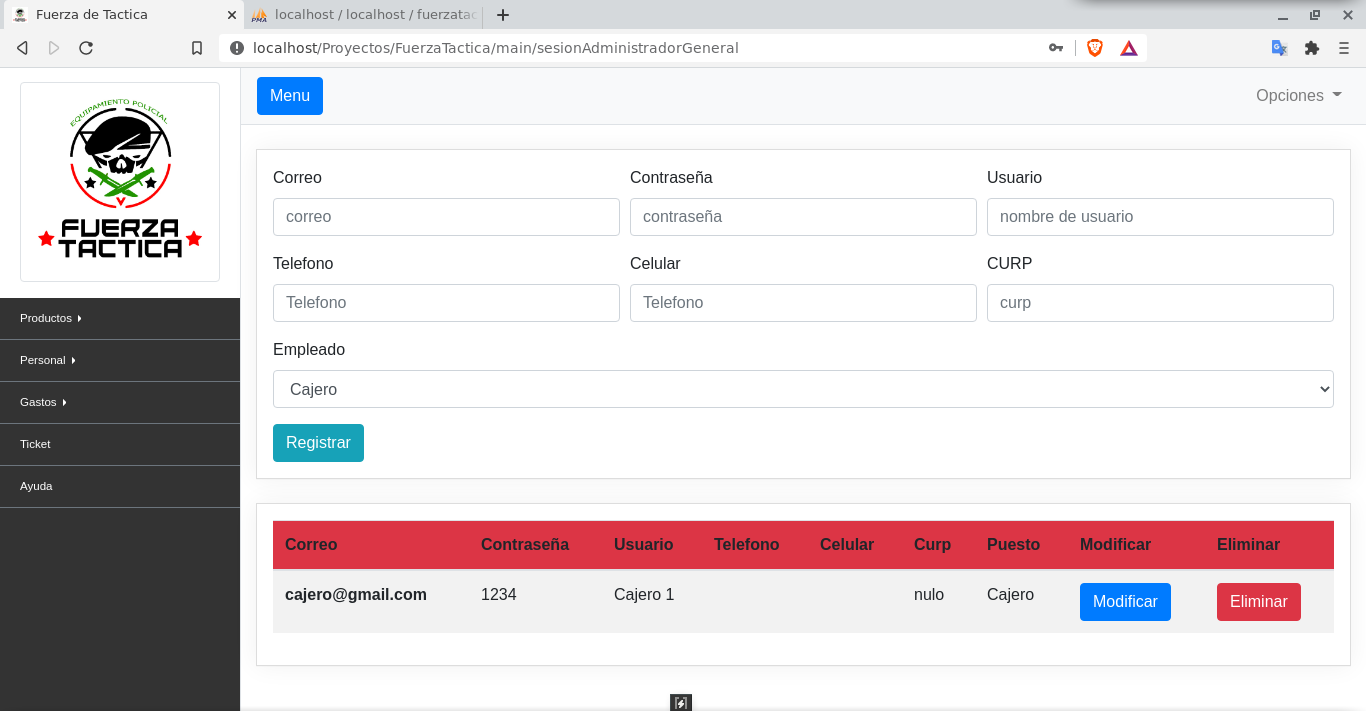 Fuerza de Tactica
localhost / localhost / fuerzatac
localhost/Proyectos/FuerzaTactica/main/sesionAdministradorGeneral
EQUIPAMIENTO POLICIAL
FUERZA
TACTICA
Menu
Opciones
Productos
Personal
Gastos
Ticket
Ayuda
Correo Contraseña Usuario
correo contraseña nombre de usuario
Telefono Celular CURP
Telefono Telefono curp
Empleado
Cajero
Registrar
Correo Contraseña Usuario Telefono Celular Curp Puesto Modificar Eliminar
cajero@gmail.com 1234 Cajero 1 nulo Cajero Modificar Eliminar